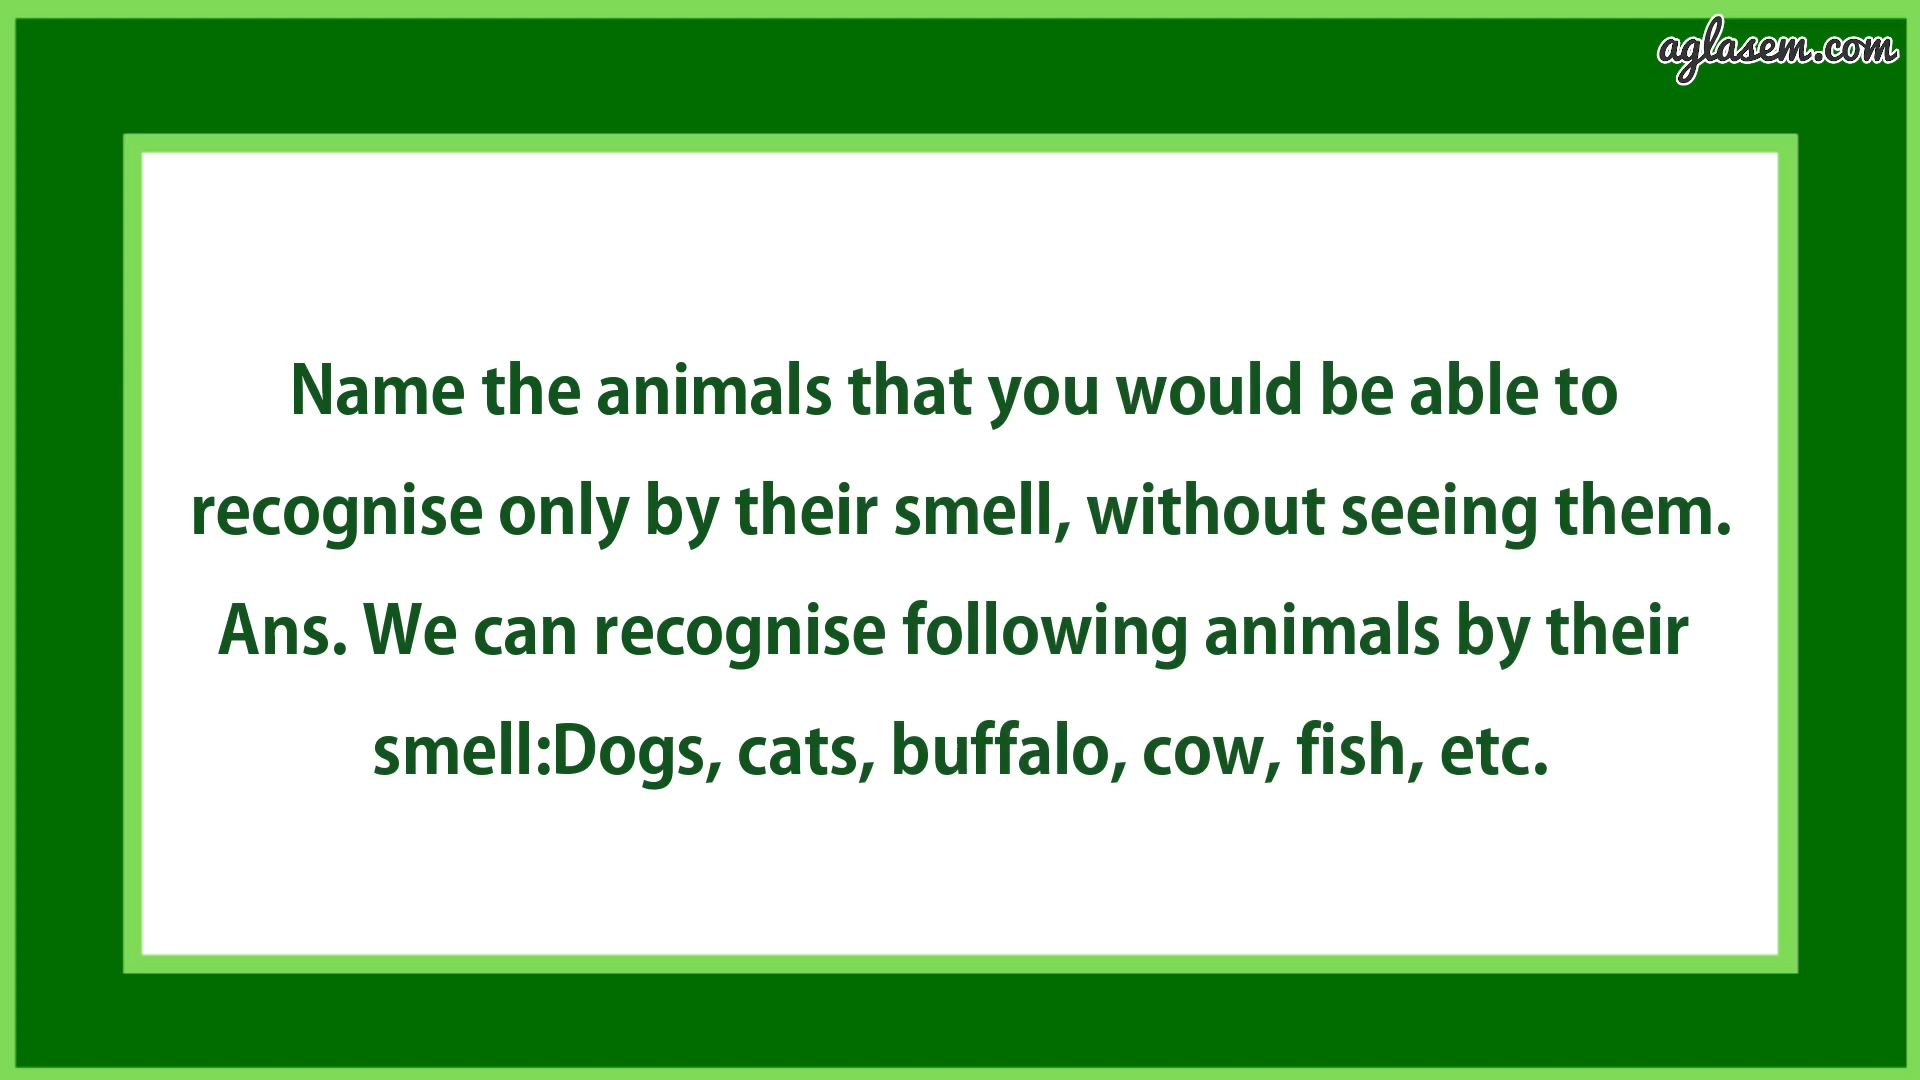 aglasem.com
Name the animals that you would be able to
recognise only by their smell, without seeing them.
Ans. We can recognise following animals by their
smell:Dogs, cats, buffalo, cow, fish, etc.